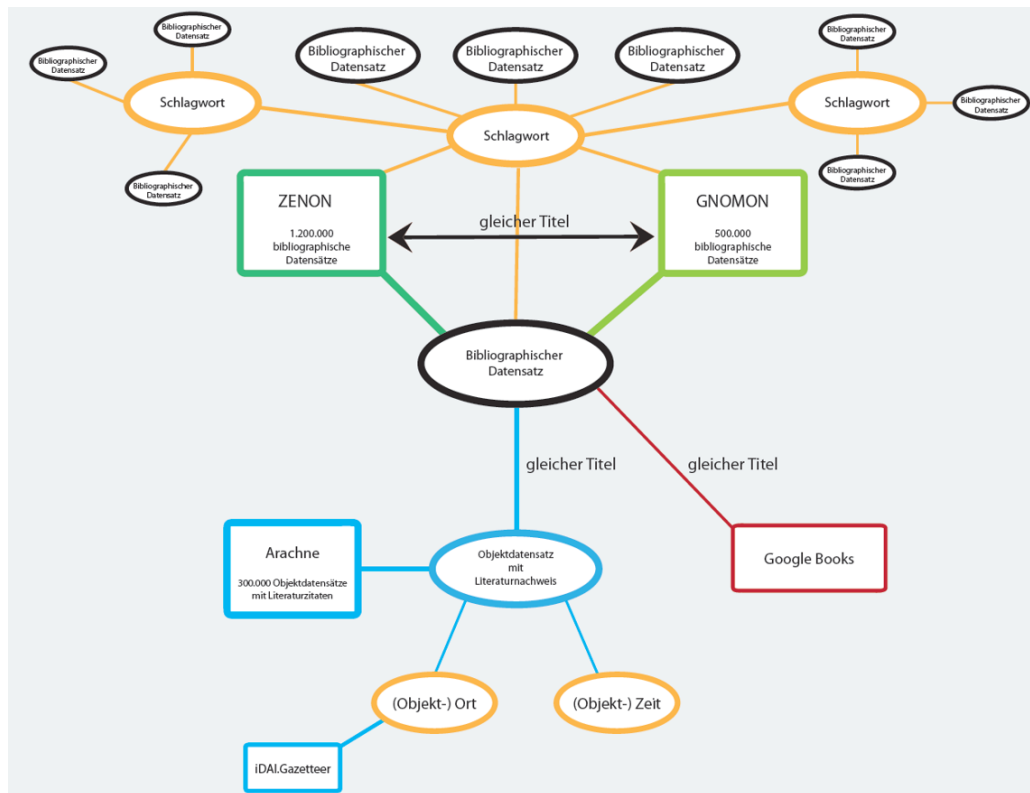 Bibliographischer
Datensatz
Bibliographischer
Datensatz
Bibliographischer
Datensatz
Bibliographischer
Datensatz
Bibliographischer
Datensatz
Bibliographischer
Datensatz
Schlagwort
Schlagwort
Schlagwort
Bibliographischer
Datensatz
Bibliographischer
Datensatz
Bibliographischer
Datensatz
Bibliographischer
Datensatz
ZENON
1.200.000
bibliographische
Datensätze
gleicher Titel
GNOMON
500.000
bibliographische
Datensätze
Bibliographischer
Datensatz
gleicher Titel
gleicher Titel
Arachne
300.000 Objektdatensätze
mit Literaturzitaten
Objektdatensatz
mit
Literaturnachweis
Google Books
(Objekt-) Ort
(Objekt-) Zeit
iDAI.Gazetteer